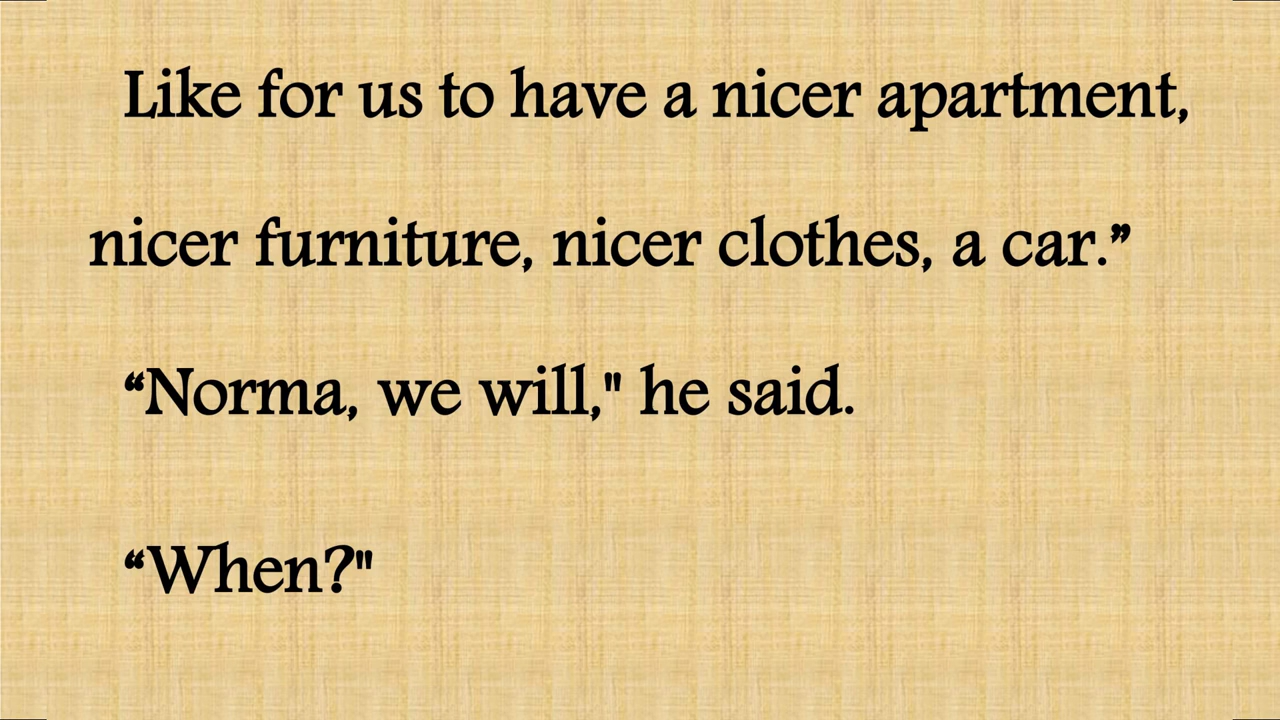 Like for us to have a nicer apartment,
nicer furniture, nicer clothes, a car.”
“Norma, we will," he said.
“When?"